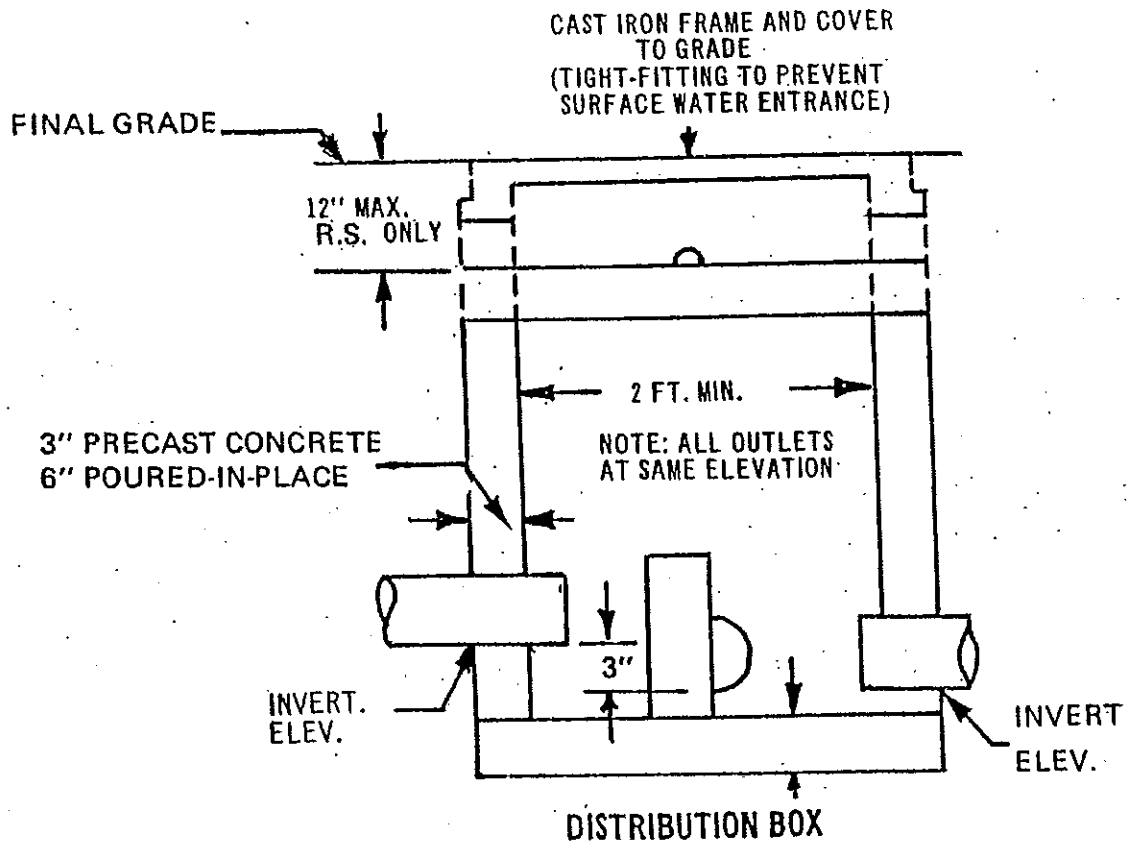 CAST IRON FRAME AND COVER
TO GRADE
(TIGHT-FITTING TO PREVENT
SURFACE WATER ENTRANCE)
FINAL GRADE
12" MAX.
R.S. ONLY
2 FT. MIN.
3" PRECAST CONCRETE
6" POURED-IN-PLACE
NOTE: ALL OUTLETS
AT SAME ELEVATION
3"
INVERT.
ELEV.
INVERT
ELEV.
DISTRIBUTION BOX